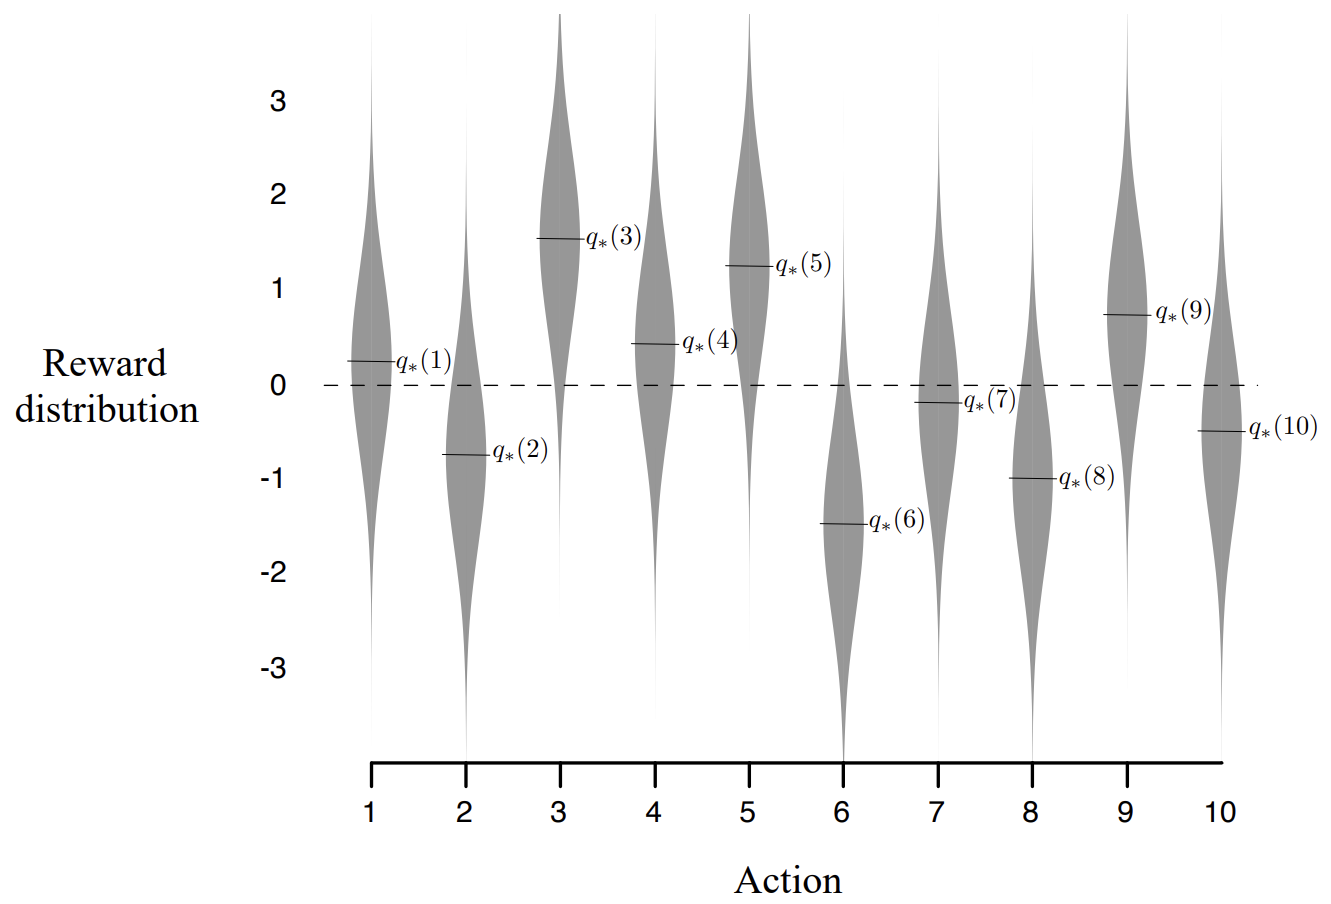 3
2
1
0
-1
-2
-3
Reward
distribution
q∗(1)
q∗(2)
q∗(3)
q∗(4)
q∗(5)
q∗(6)
q∗(7)
q∗(8)
q∗(9)
q∗(10)
1 2 3 4 5 6 7 8 9 10
Action